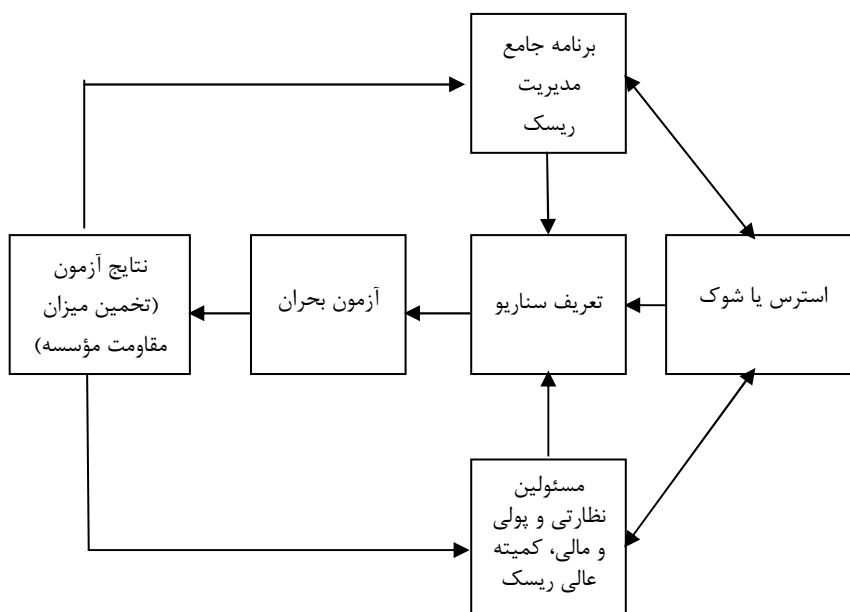 برنامه جامع
مدیریت
ریسک
استرس یا شوک
تعریف سناریو
آزمون بحران
نتایج آزمون
(تخمین میزان
مقاومت مؤسسه)
مسئولین
نظارتی و پولی
و مالی، کمیته
عالی ریسک